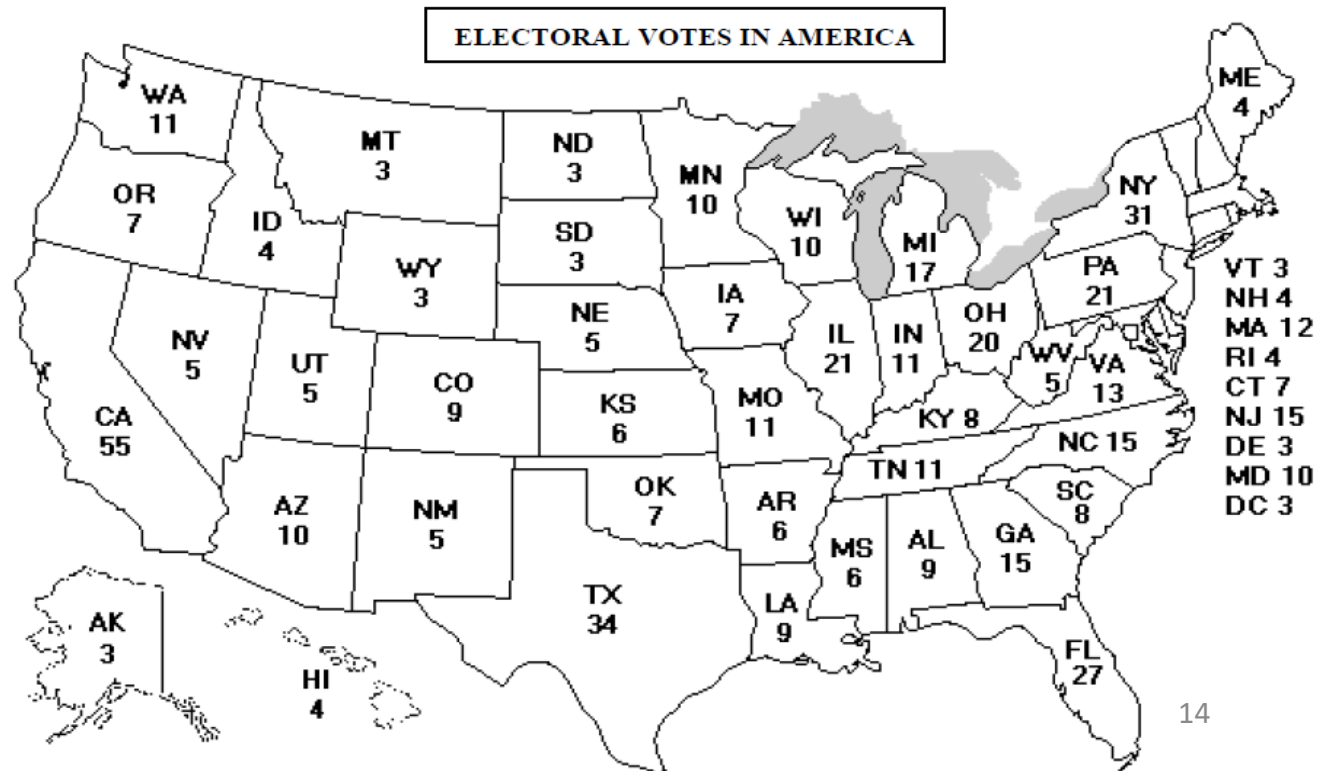 ELECTORAL VOTES IN AMERICA
WA
11
MT
3
ND
3
MN
10
ME
4
OR
7
ID
4
WY
3
SD
3
WI
10
MI
17
NY
31
CA
55
NV
5
UT
5
CO
9
NE
5
IA
7
IL
21
IN
11
OH
20
PA
21
WV
5
VA
13
KS
6
MO
11
KY 8
NC 15
TN 11
SC
8
AZ
10
NM
5
OK
7
AR
6
MS
6
AL
9
GA
15
TX
34
LA
9
FL
27
AK
3
HI
4
VT 3
NH 4
MA 12
RI 4
CT 7
NJ 15
DE 3
MD 10
DC 3
14